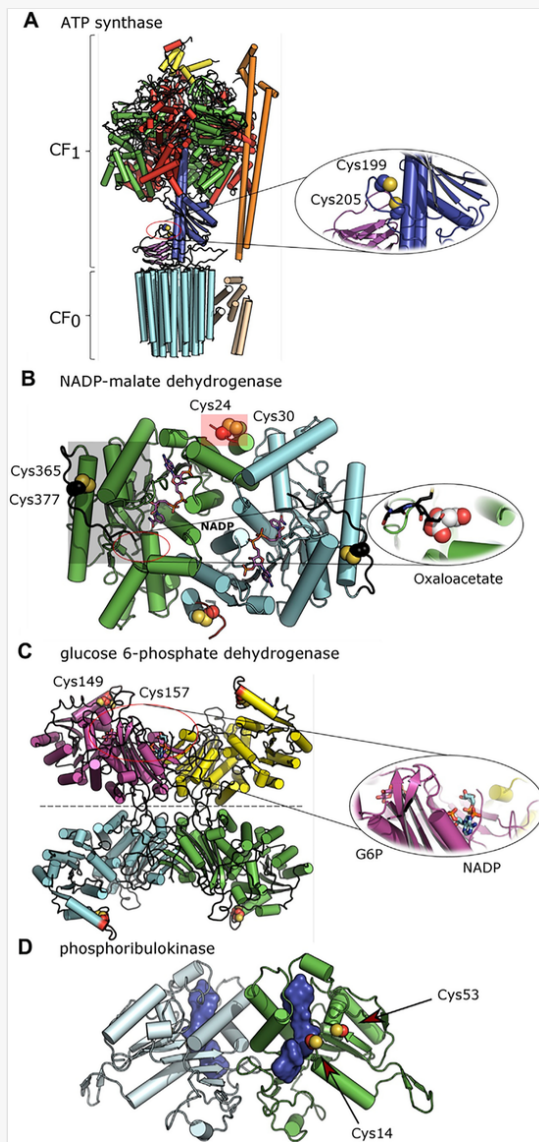 A ATP synthase
CF1
Cys199
Cys205
CF0
B NADP-malate dehydrogenase
Cys24
Cys30
Cys365
Cys377
NADP
Oxaloacetate
C glucose 6-phosphate dehydrogenase
Cys149
Cys157
G6P
NADP
D phosphoribulokinase
Cys53
Cys14